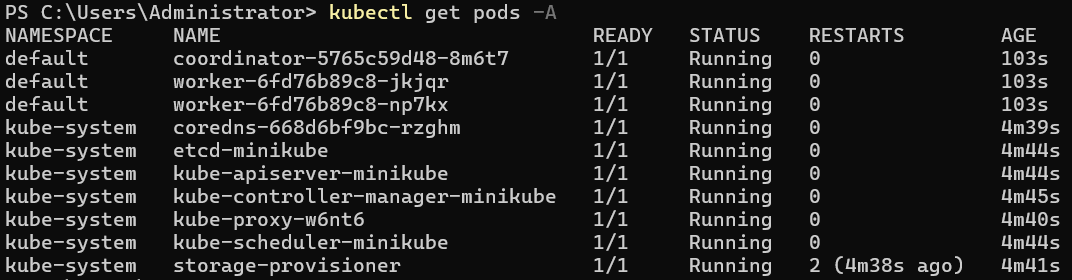 PS C:\Users\Administrator> kubectl get pods -A
NAMESPACE NAME READY STATUS RESTARTS AGE
default coordinator-5765c59d48-8m6t7 1/1 Running 0 103s
default worker-6fd76b89c8-jkjqr 1/1 Running 0 103s
default worker-6fd76b89c8-np7kx 1/1 Running 0 103s
kube-system coredns-668d6bf9bc-rzghm 1/1 Running 0 4m39s
kube-system etcd-minikube 1/1 Running 0 4m44s
kube-system kube-apiserver-minikube 1/1 Running 0 4m44s
kube-system kube-controller-manager-minikube 1/1 Running 0 4m45s
kube-system kube-proxy-w6nt6 1/1 Running 0 4m40s
kube-system kube-scheduler-minikube 1/1 Running 0 4m44s
kube-system storage-provisioner 1/1 Running 2 (4m38s ago) 4m41s